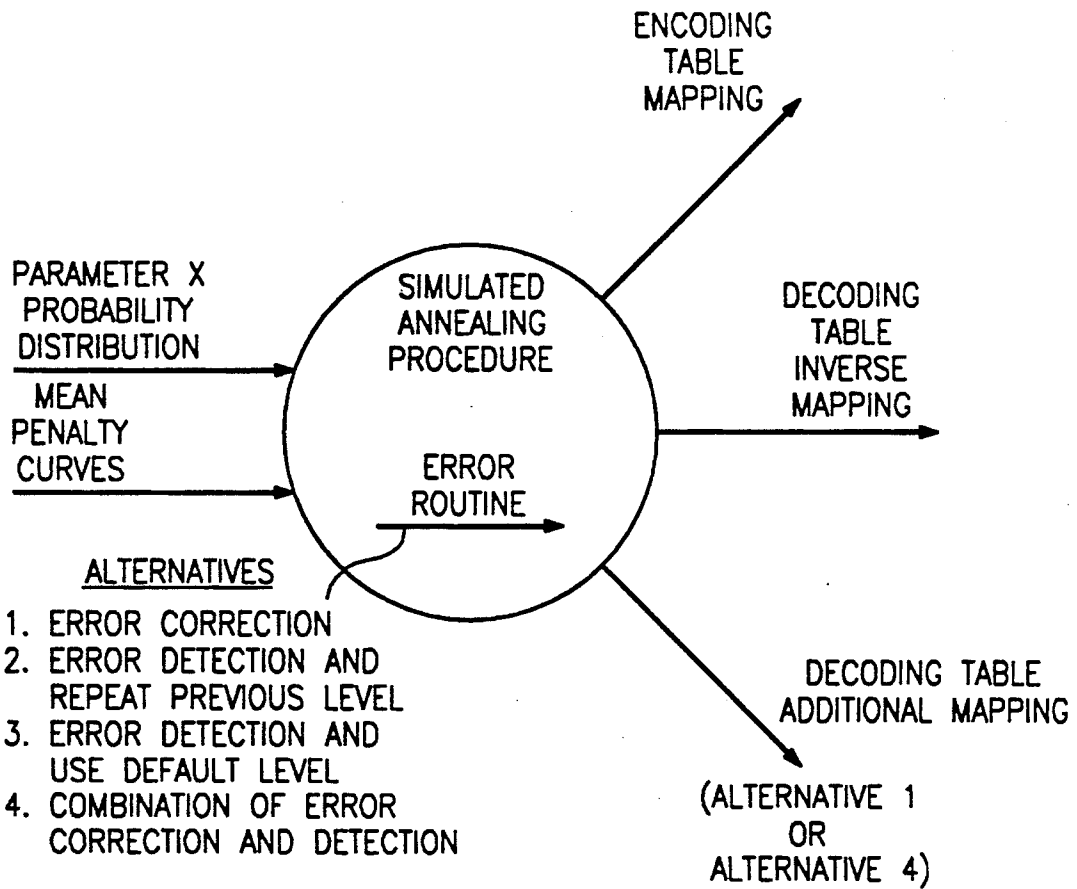 ENCODING
TABLE
MAPPING
PARAMETER X
PROBABILITY
DISTRIBUTION
MEAN
PENALTY
CURVES
SIMULATED
ANNEALING
PROCEDURE
ERROR
ROUTINE
DECODING
TABLE
INVERSE
MAPPING
ALTERNATIVES
1. ERROR CORRECTION
2. ERROR DETECTION AND
REPEAT PREVIOUS LEVEL
3. ERROR DETECTION AND
USE DEFAULT LEVEL
4. COMBINATION OF ERROR
CORRECTION AND DETECTION
DECODING TABLE
ADDITIONAL MAPPING
(ALTERNATIVE 1
OR
ALTERNATIVE 4)